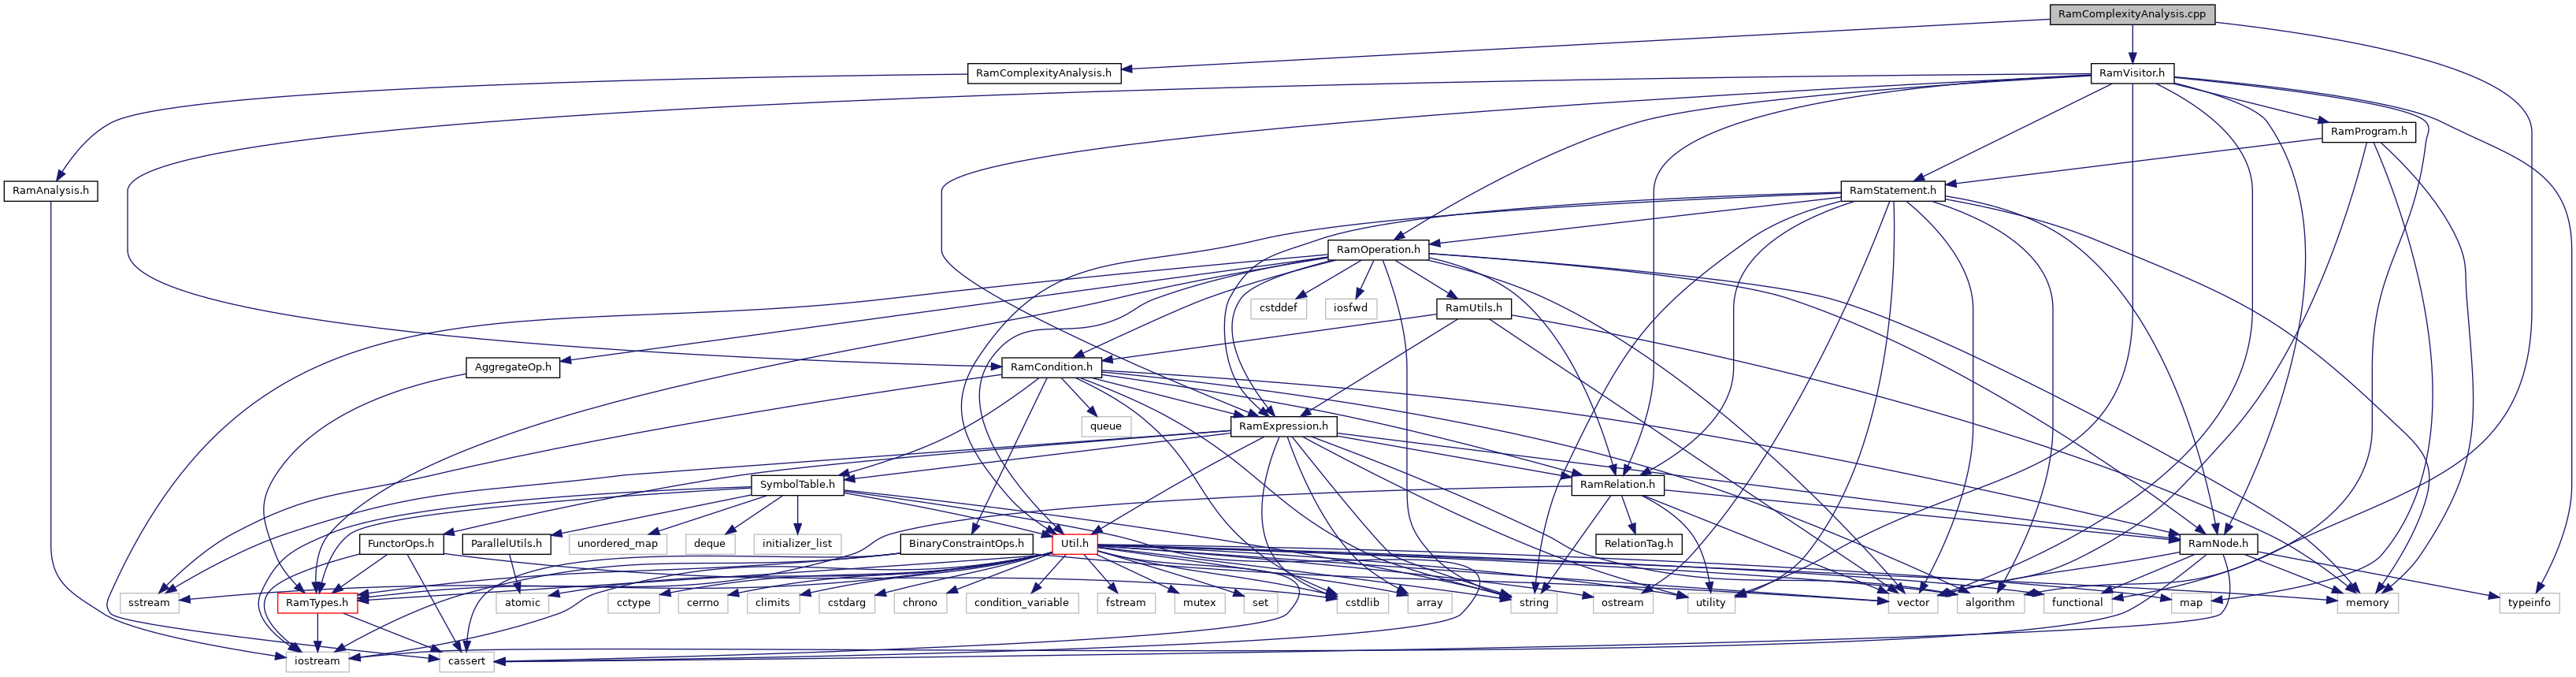 RamComplexityAnalysis.cpp
RamComplexityAnalysis.h
RamVisitor.h
RamProgram.h
RamAnalysis.h
RamStatement.h
RamOperation.h
cstddef
iosfwd
RamUtils.h
AggregateOp.h
RamCondition.h
queue
RamExpression.h
SymbolTable.h
RamRelation.h
FunctorOps.h
ParallelUtils.h
unordered_map
deque
initializer_list
BinaryConstraintOps.h
Util.h
RelationTag.h
RamNode.h
sstream
RamTypes.h
atomic
cctype
cerrno
climits
cstdarg
chrono
condition_variable
fstream
mutex
set
cstdlib
array
string
ostream
utility
vector
algorithm
functional
map
memory
typeinfo
iostream
cassert